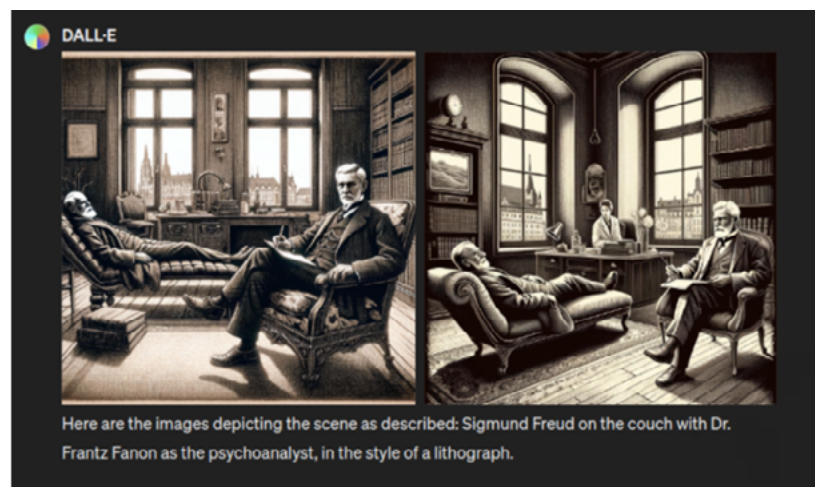 DALL·E
Here are the images depicting the scene as described: Sigmund Freud on the couch with Dr.
Frantz Fanon as the psychoanalyst, in the style of a lithograph.